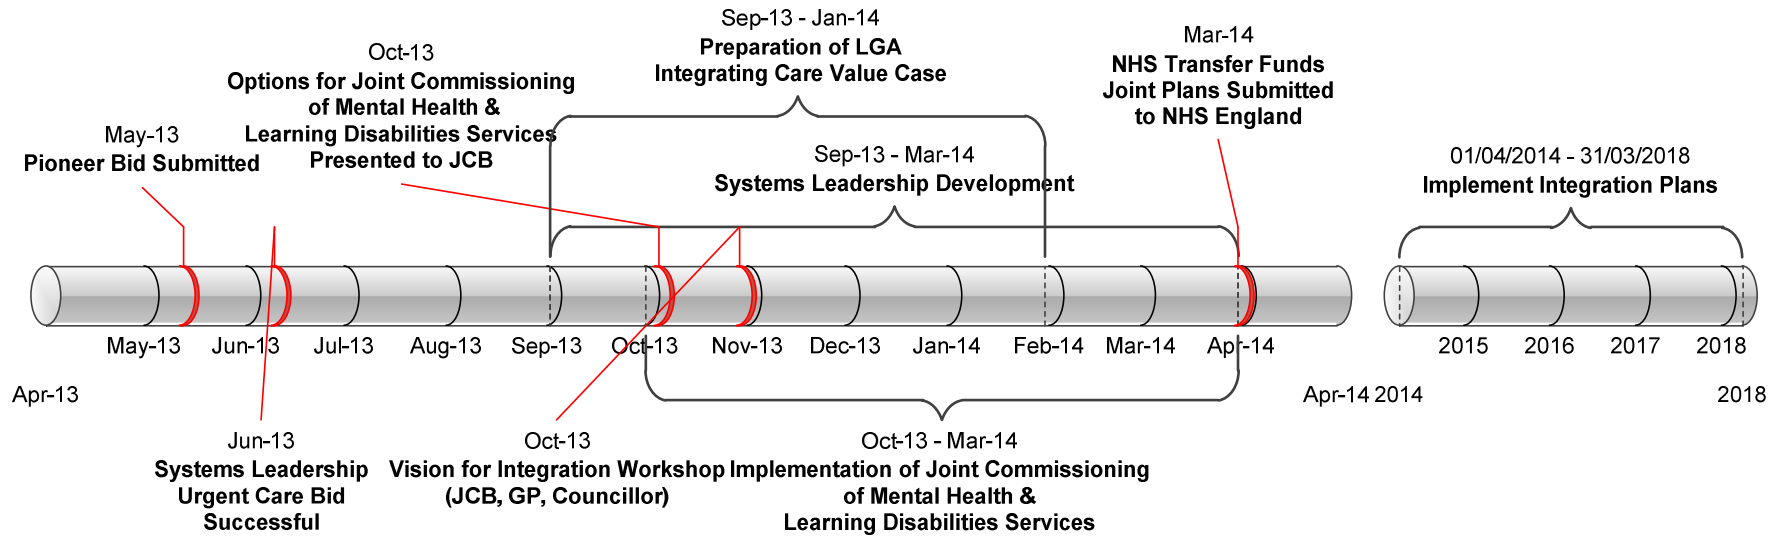 Sep-13 - Jan-14
Preparation of LGA
Integrating Care Value Case
Oct-13
Options for Joint Commissioning
of Mental Health &
Learning Disabilities Services
Presented to JCB
Mar-14
NHS Transfer Funds
Joint Plans Submitted
to NHS England
May-13
Pioneer Bid Submitted
Sep-13 - Mar-14
Systems Leadership Development
01/04/2014 - 31/03/2018
Implement Integration Plans
May-13 Jun-13 Jul-13 Aug-13 Sep-13 Oct-13 Nov-13 Dec-13 Jan-14 Feb-14 Mar-14 Apr-14 2015 2016 2017 2018
Apr-13 Apr-14 2014 2018
Jun-13
Systems Leadership
Urgent Care Bid
Successful
Oct-13
Vision for Integration Workshop
(JCB, GP, Councillor)
Oct-13 - Mar-14
Implementation of Joint Commissioning
of Mental Health &
Learning Disabilities Services